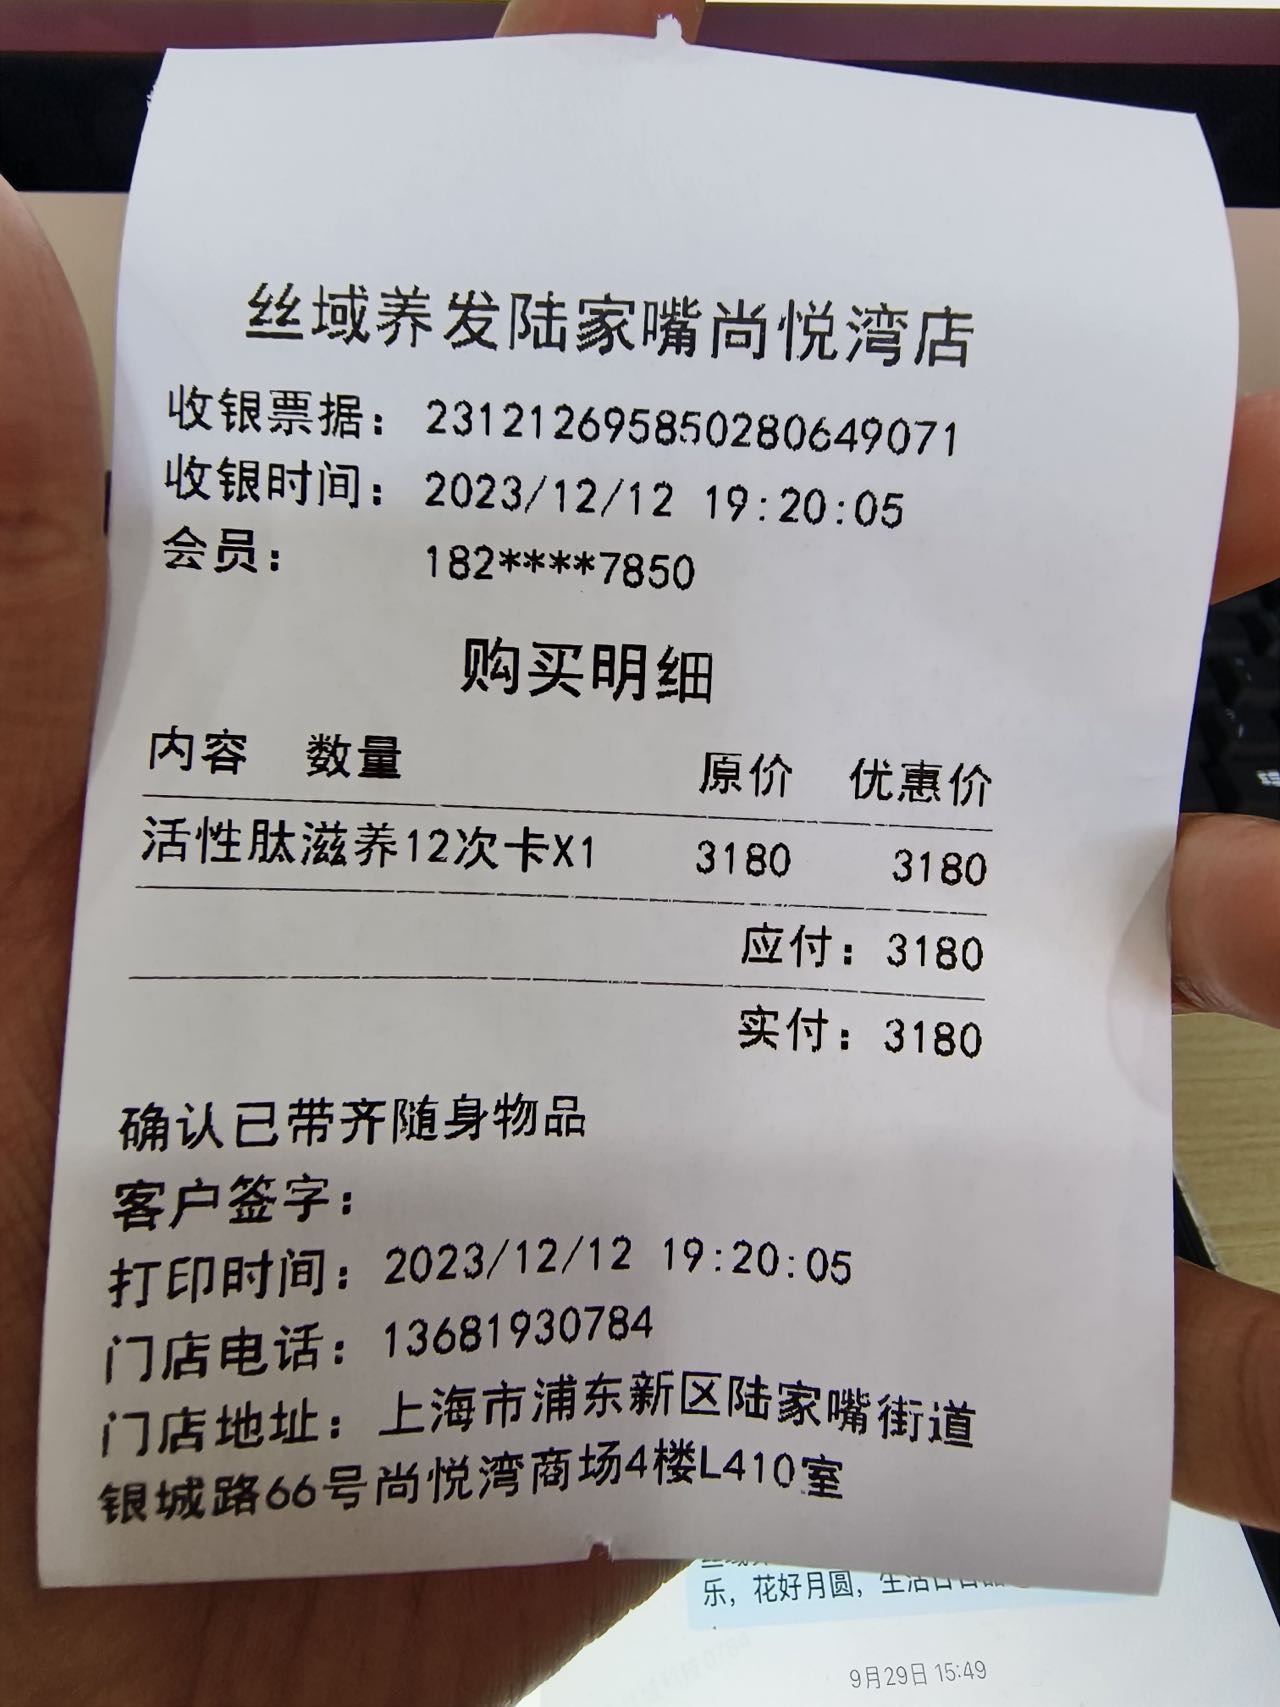 丝域养发陆家嘴尚悦湾店
收银票据：231212695850280649071
收银时间：2023/12/12 19:20:05
会员： 182****7850
购买明细
内容 数量 原价 优惠价
活性肽滋养12次卡X1 3180 3180
应付：3180
实付：3180
确认已带齐随身物品
客户签字：
打印时间：2023/12/12 19:20:05
门店电话：13681930784
门店地址：上海市浦东新区陆家嘴街道
银城路66号尚悦湾商场4楼L410室
乐，花好月圆，生活
9月29日 15:49